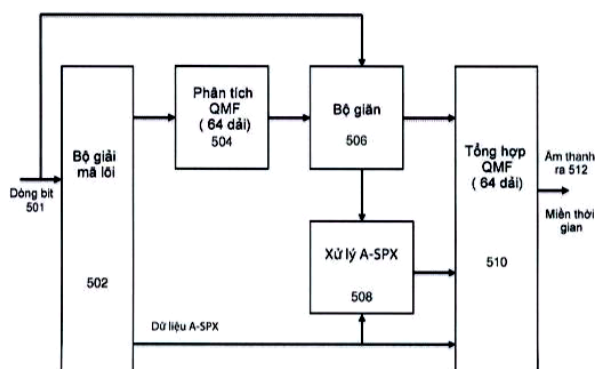 Dòng bit
501
Bộ giải
mã lõi
502
Phân tích
QMF
( 64 dải)
504
Bộ giãn
506
Xử lý A-SPX
508
Dữ liệu A-SPX
Tổng hợp
QMF
( 64 dải)
510
Âm thanh
ra 512
Miền thời
gian